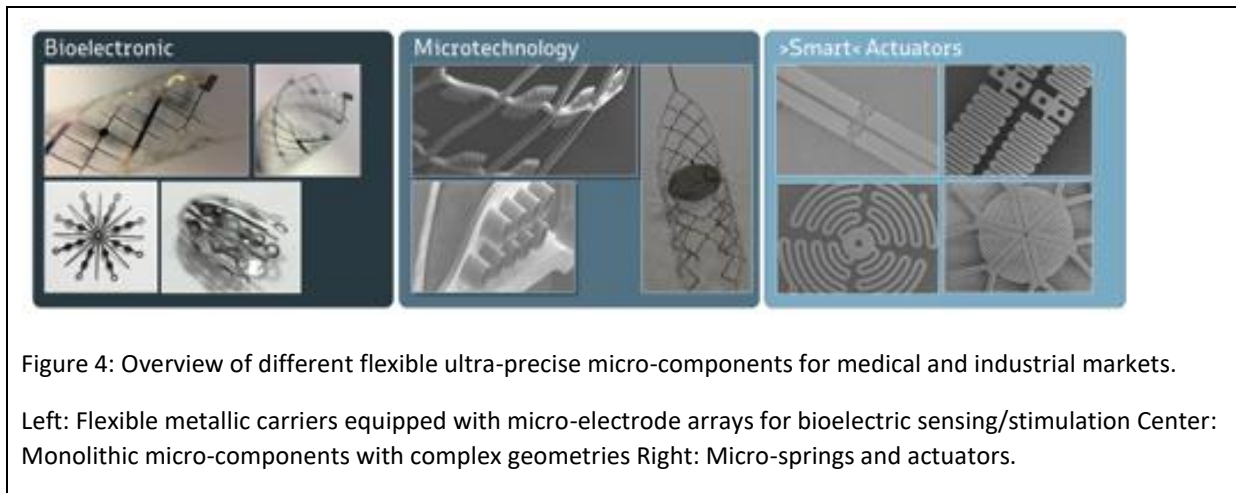 Bioelectronic
Microtechnology
>Smart< Actuators
Figure 4: Overview of different flexible ultra-precise micro-components for medical and industrial markets.
Left: Flexible metallic carriers equipped with micro-electrode arrays for bioelectric sensing/stimulation Center:
Monolithic micro-components with complex geometries Right: Micro-springs and actuators.